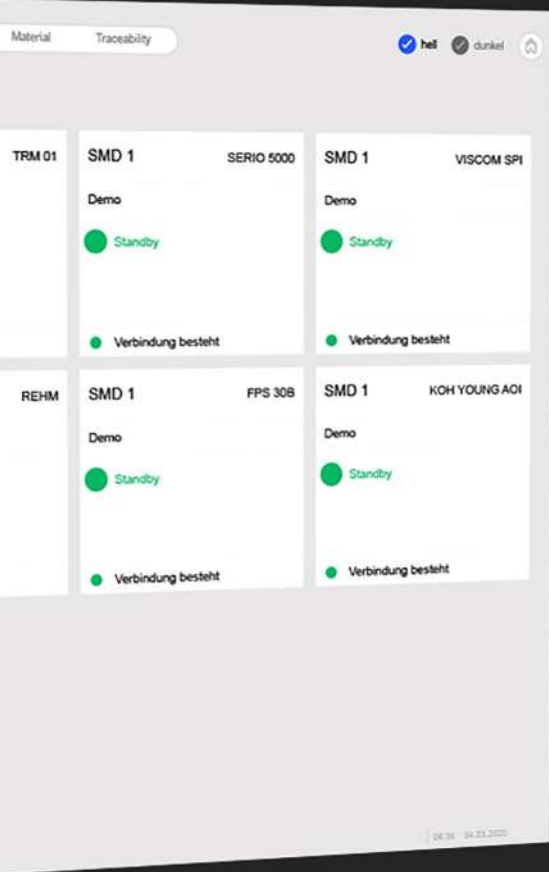 Material Traceability
hell dunkel
TRM 01
SMD 1 SERIO 5000
Demo
Standby
Verbindung besteht
SMD 1 VISCOM SPI
Demo
Standby
Verbindung besteht
REHM
SMD 1 FPS 30B
Demo
Standby
Verbindung besteht
SMD 1 KOH YOUNG AOI
Demo
Standby
Verbindung besteht